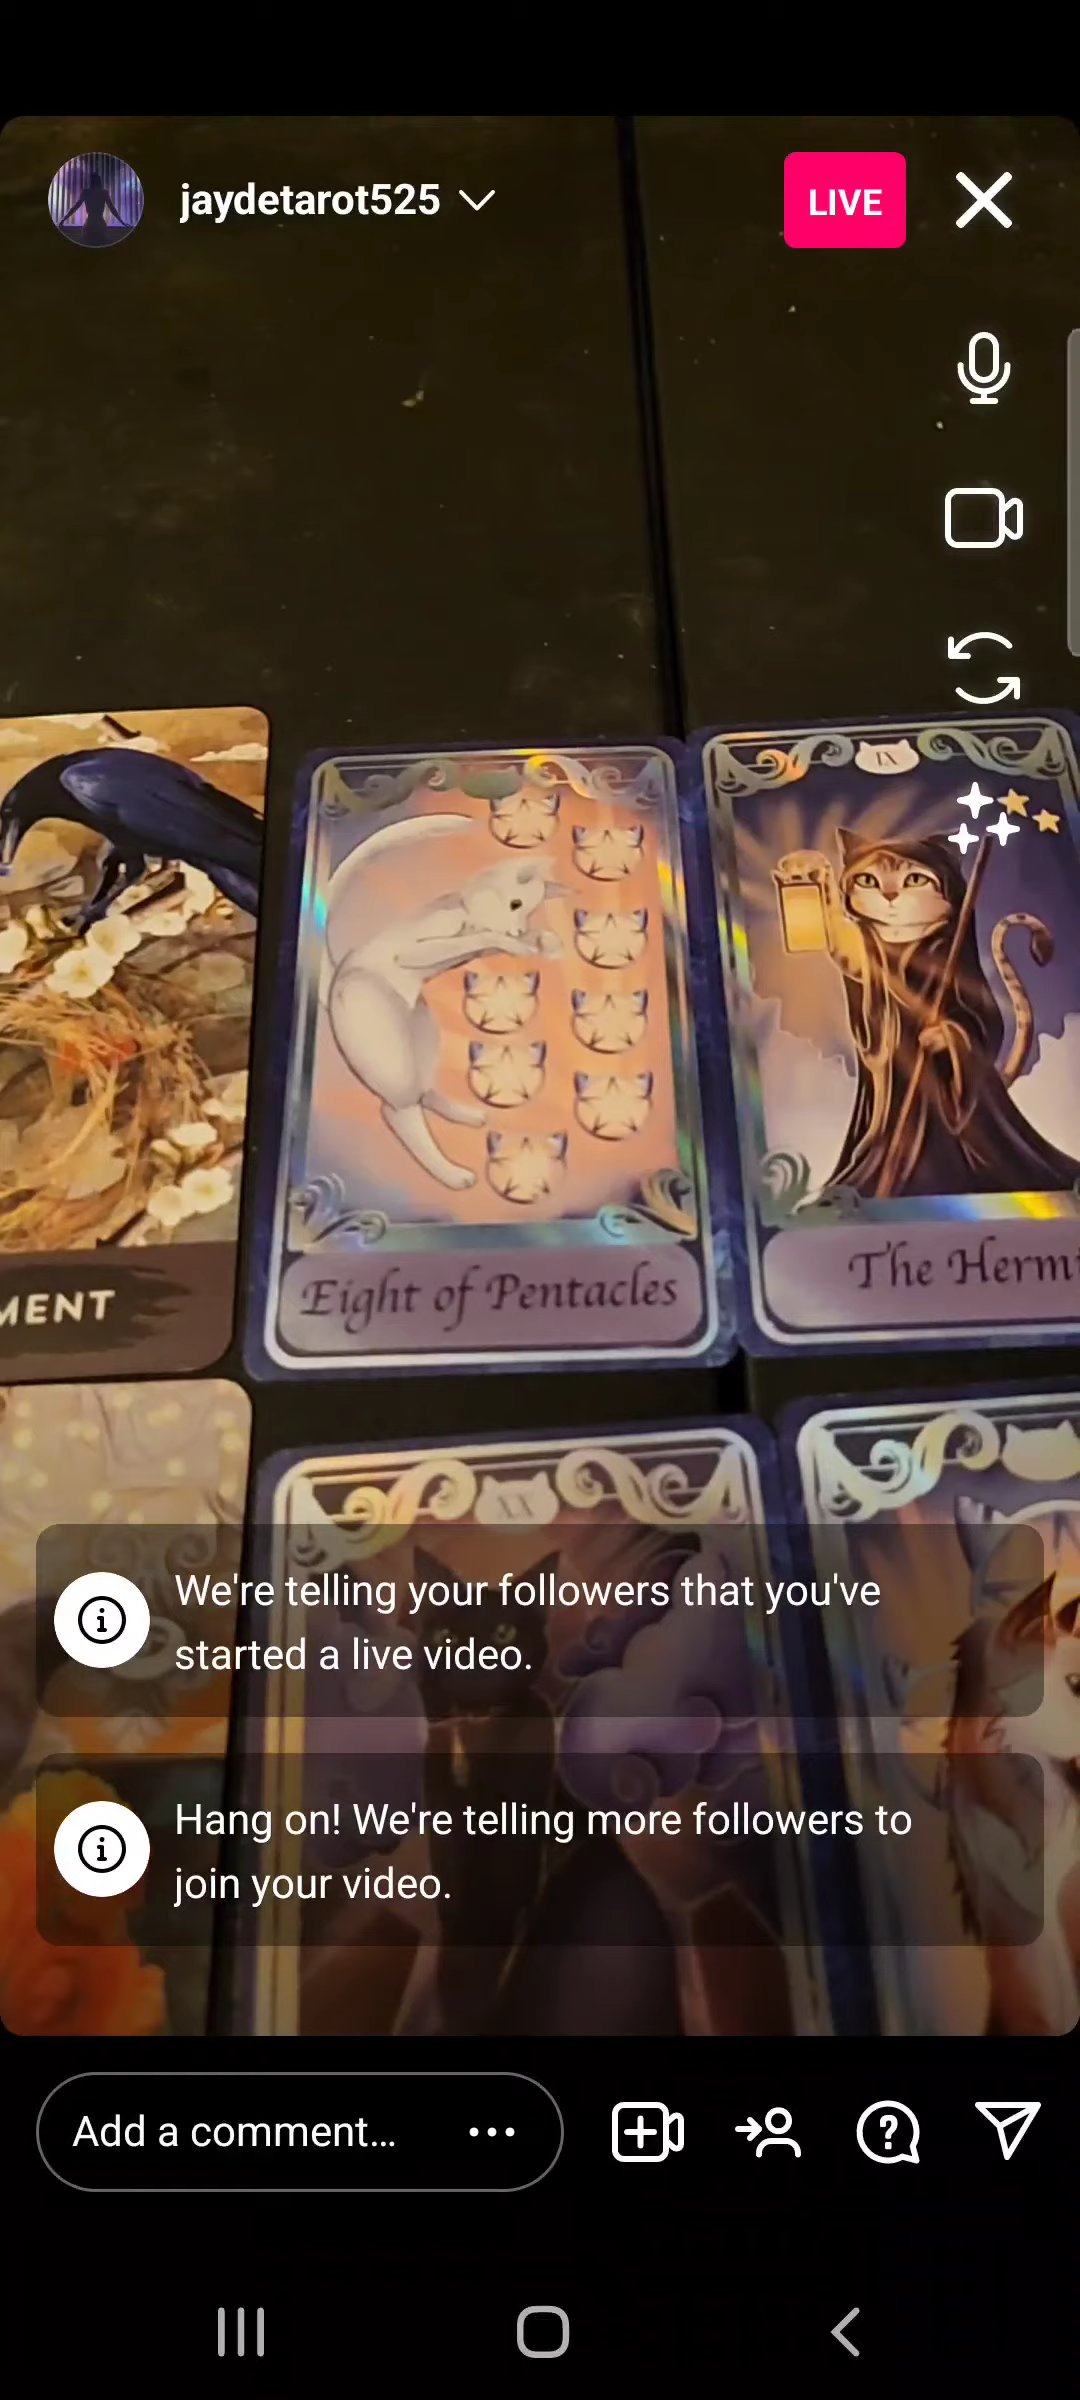 jaydetarot525
LIVE
IX
MENT
Eight of Pentacles
The Hermi
XX
We're telling your followers that you've
started a live video.
Hang on! We're telling more followers to
join your video.
Add a comment...